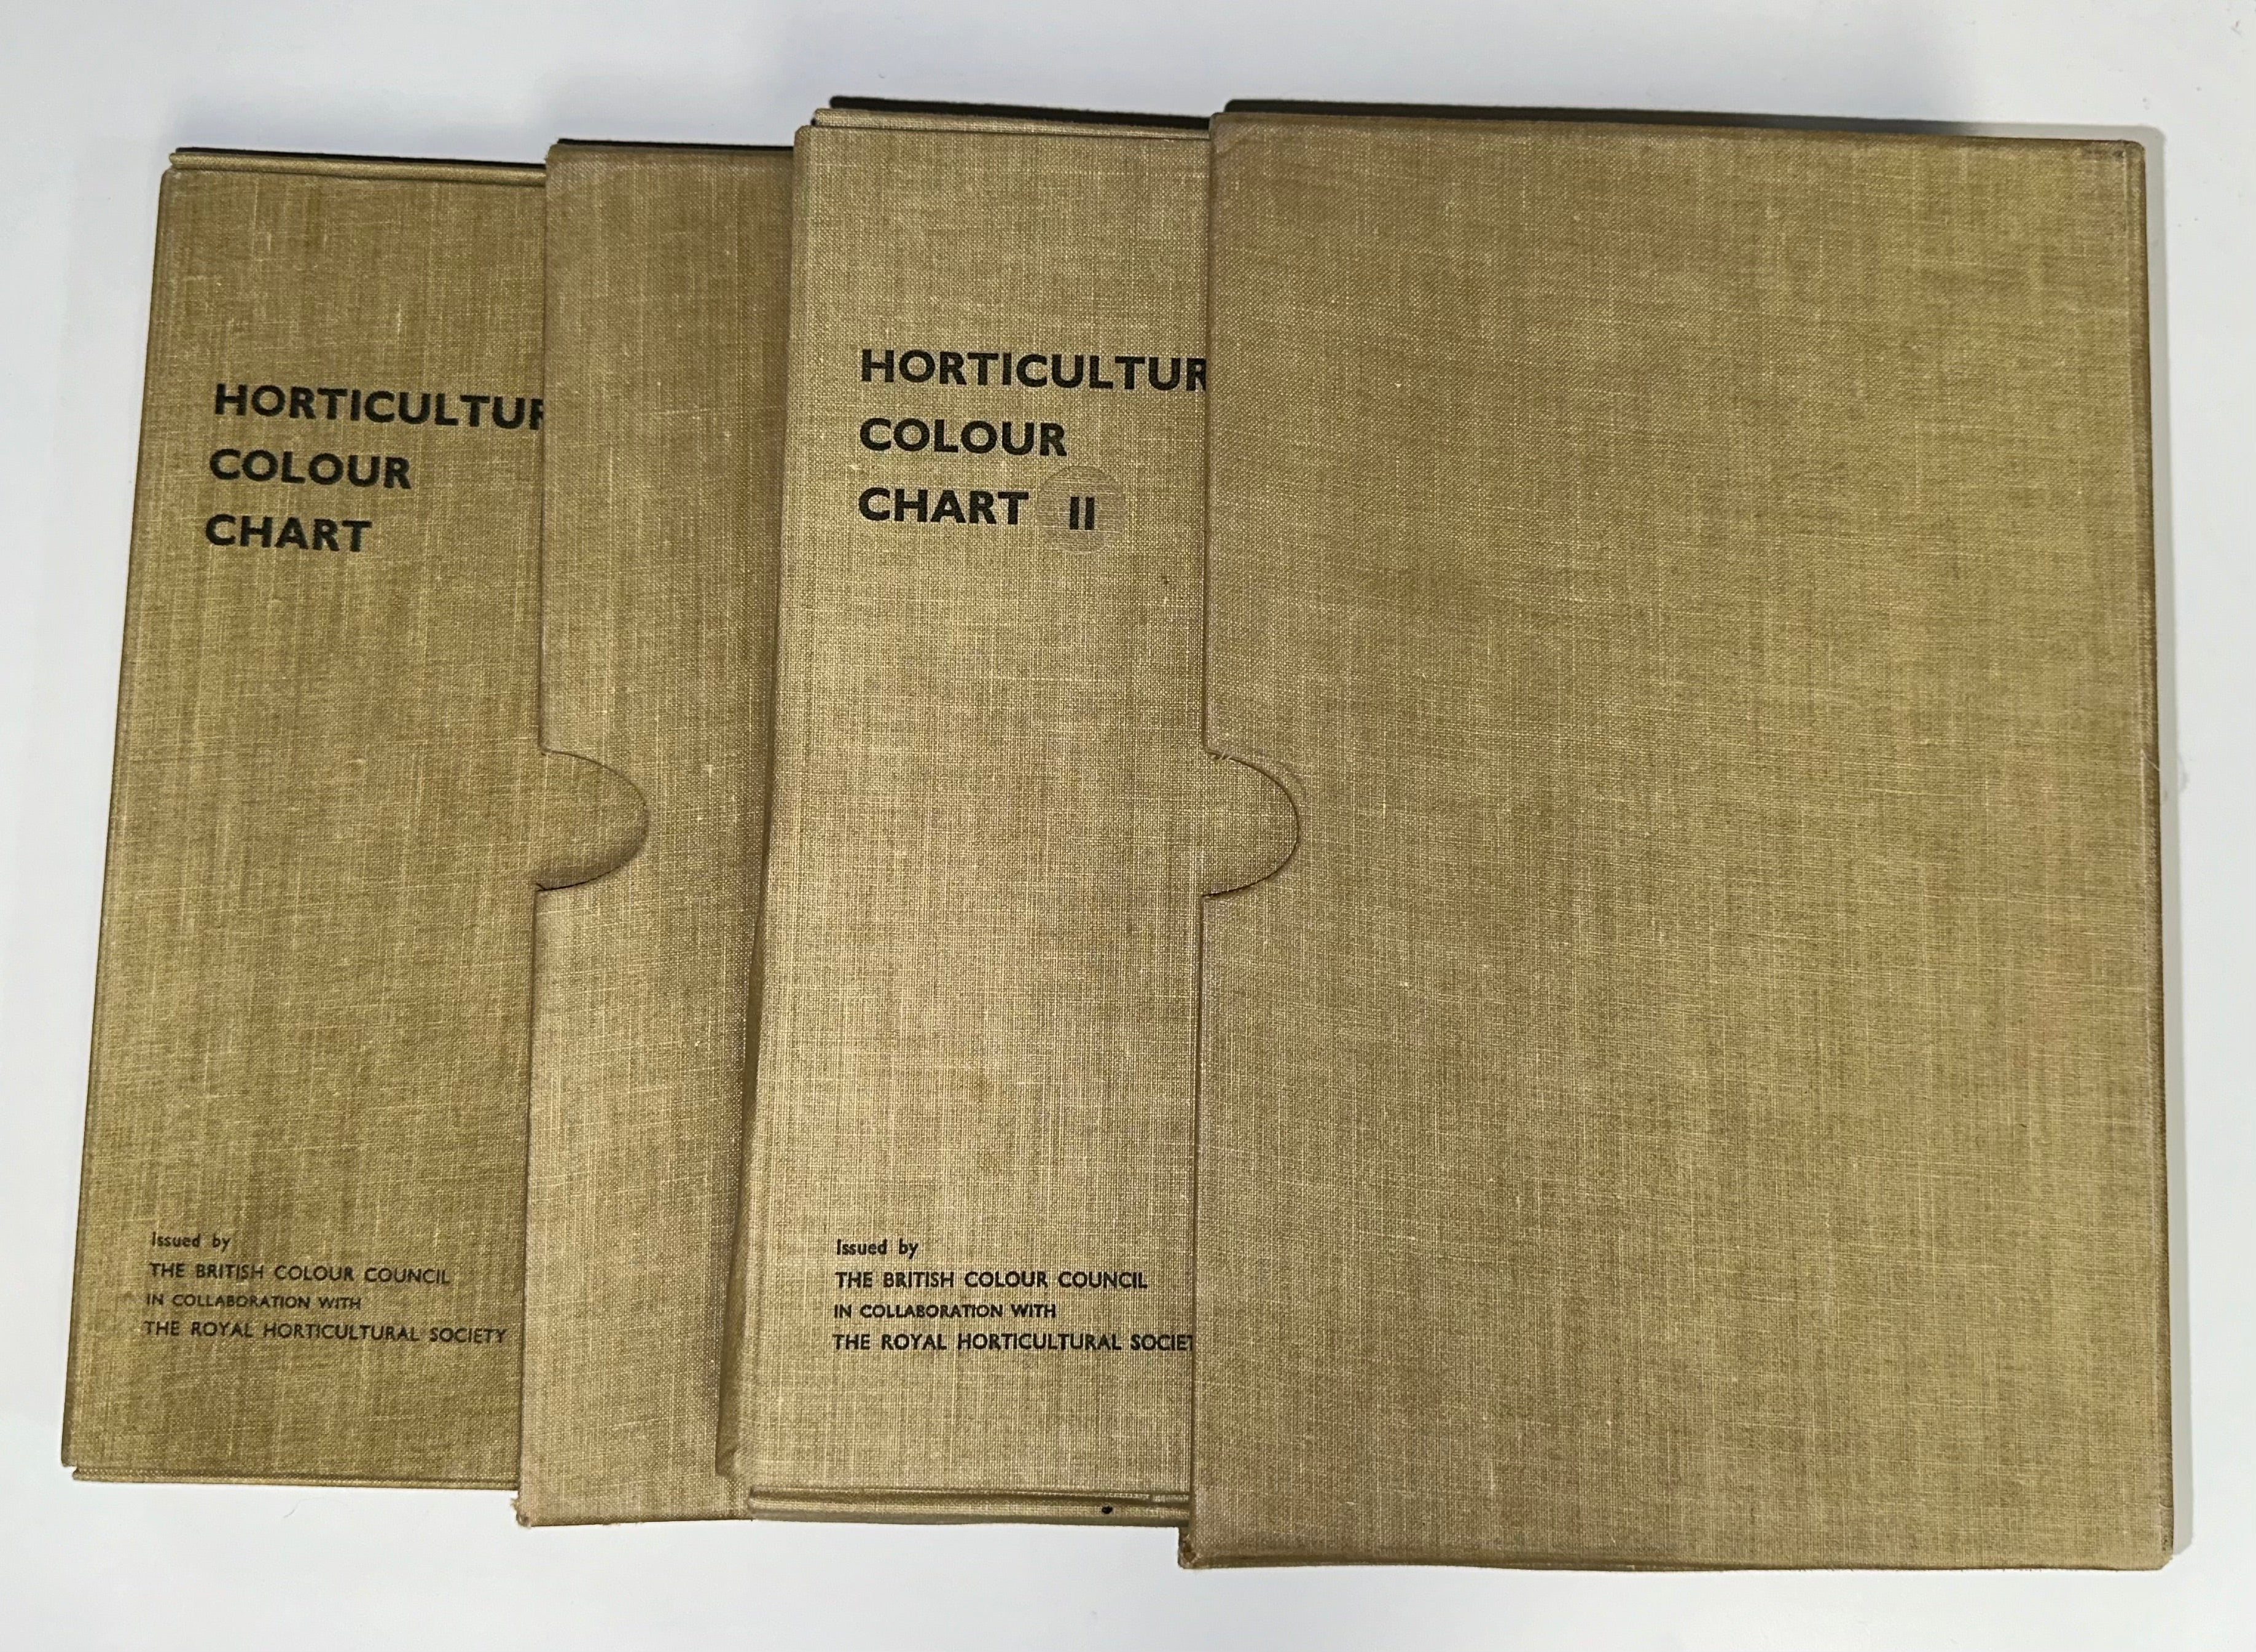 HORTICULTUR
COLOUR
CHART
Issued by
THE BRITISH COLOUR COUNCIL
IN COLLABORATION WITH
THE ROYAL HORTICULTURAL SOCIETY
HORTICULTUR
COLOUR
CHART II
Issued by
THE BRITISH COLOUR COUNCIL
IN COLLABORATION WITH
THE ROYAL HORTICULTURAL SOCIET